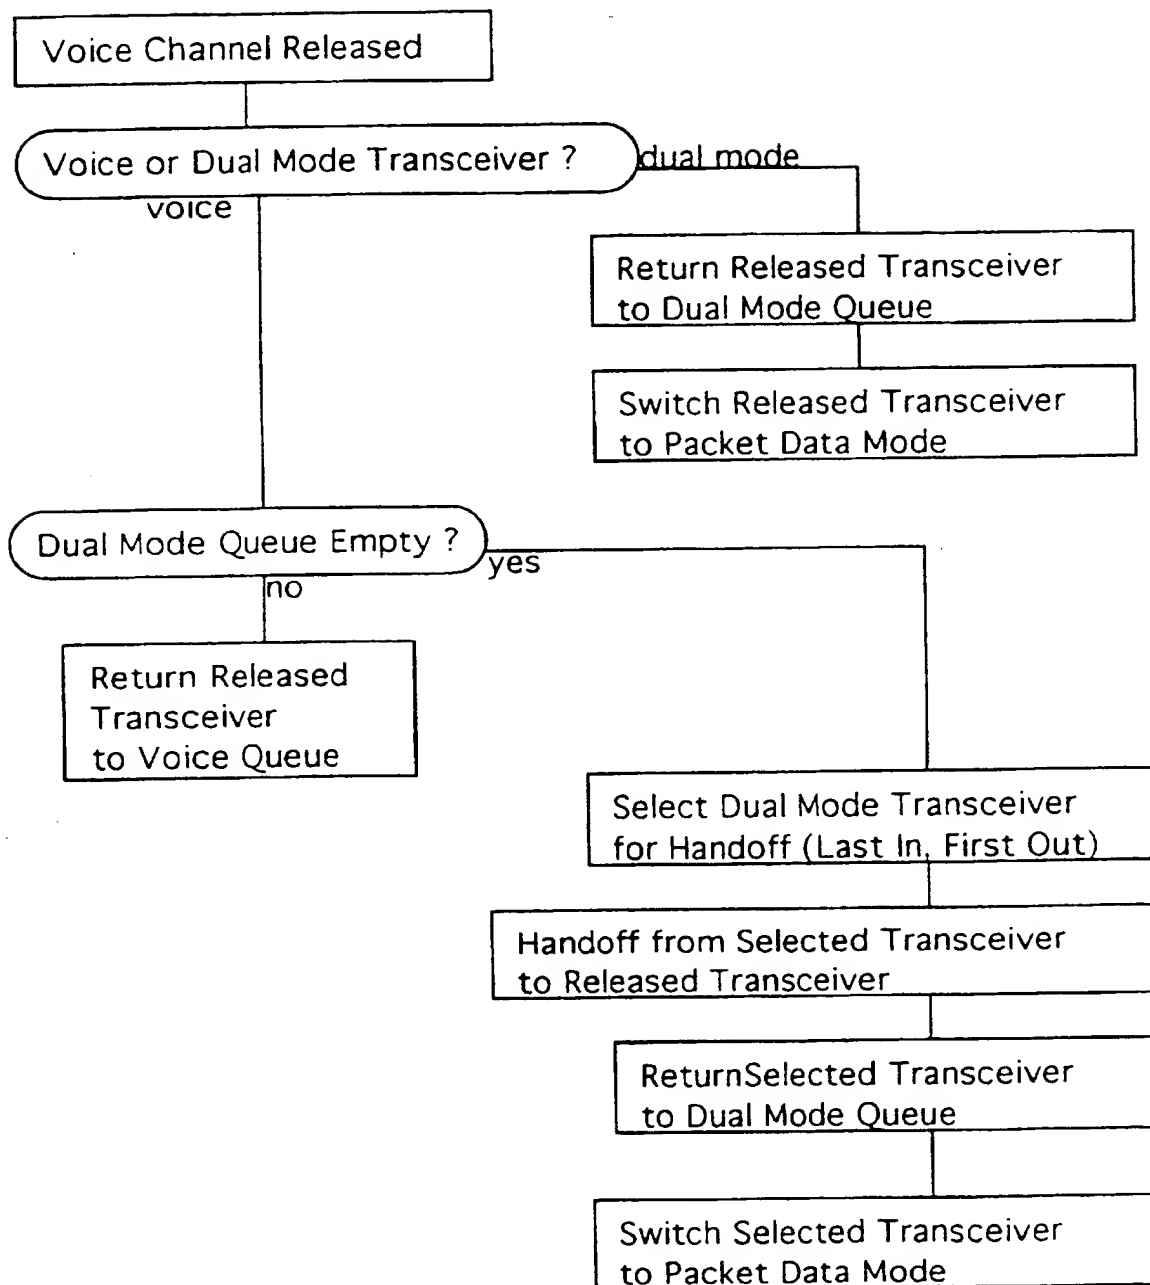 Voice Channel Released
Voice or Dual Mode Transceiver ?
dual mode
voice
Return Released Transceiver
to Dual Mode Queue
Switch Released Transceiver
to Packet Data Mode
Dual Mode Queue Empty ?
yes
no
Return Released
Transceiver
to Voice Queue
Select Dual Mode Transceiver
for Handoff (Last In, First Out)
Handoff from Selected Transceiver
to Released Transceiver
ReturnSelected Transceiver
to Dual Mode Queue
Switch Selected Transceiver
to Packet Data Mode